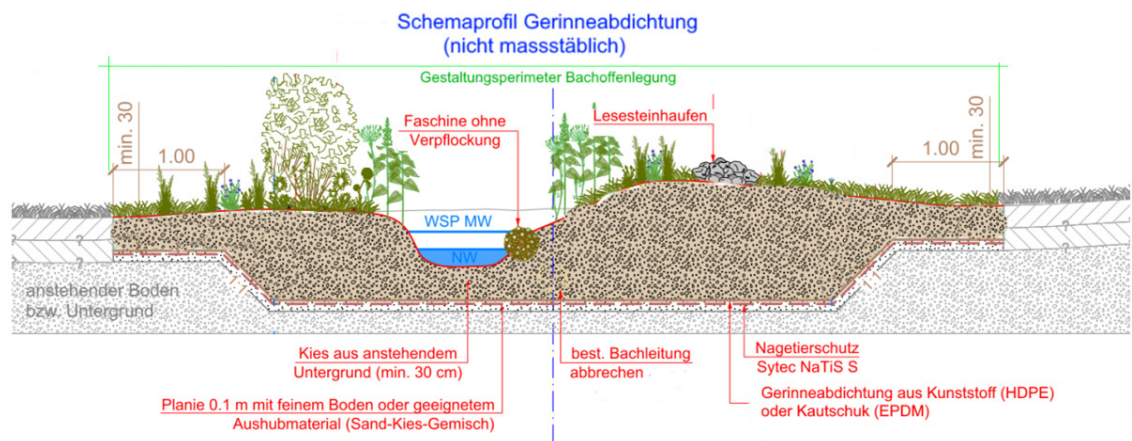 Schemaprofil Gerinneabdichtung
(nicht massstäblich)
Gestaltungsperimeter Bachoffenlegung
min. 30
1.00
Faschine ohne
Verpflockung
Lesesteinhaufen
1.00
min. 30
WSP MW
NW
?
?
?
?
anstehender Boden
bzw. Untergrund
Kies aus anstehendem
Untergrund (min. 30 cm)
best. Bachleitung
abbrechen
Nagetierschutz
Sytec NaTiS S
Planie 0.1 m mit feinem Boden oder geeignetem
Aushubmaterial (Sand-Kies-Gemisch)
Gerinneabdichtung aus Kunststoff (HDPE)
oder Kautschuk (EPDM)